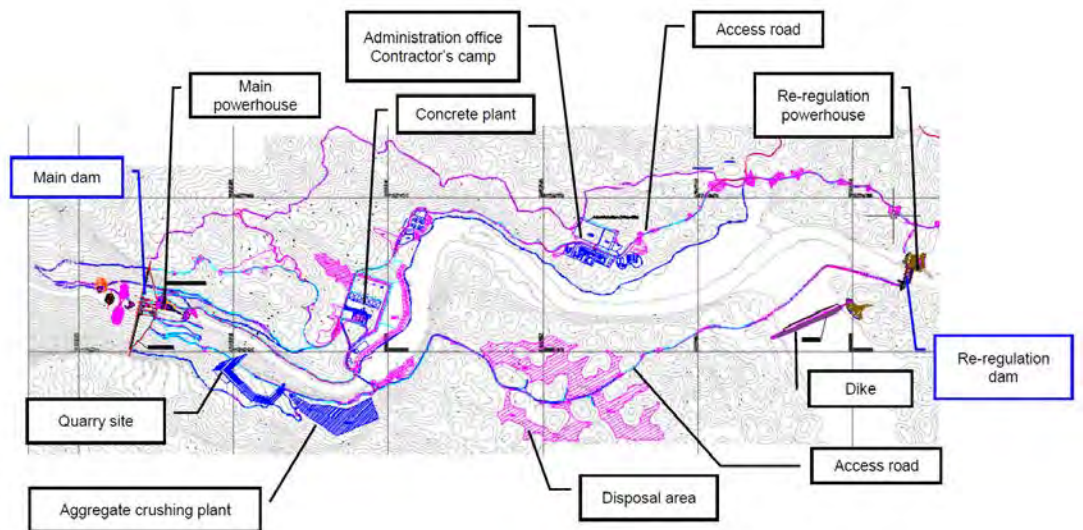 Administration office
Contractor's camp
Access road
Main
powerhouse
Concrete plant
Re-regulation
powerhouse
Main dam
Re-regulation
dam
Dike
Quarry site
Access road
Disposal area
Aggregate crushing plant